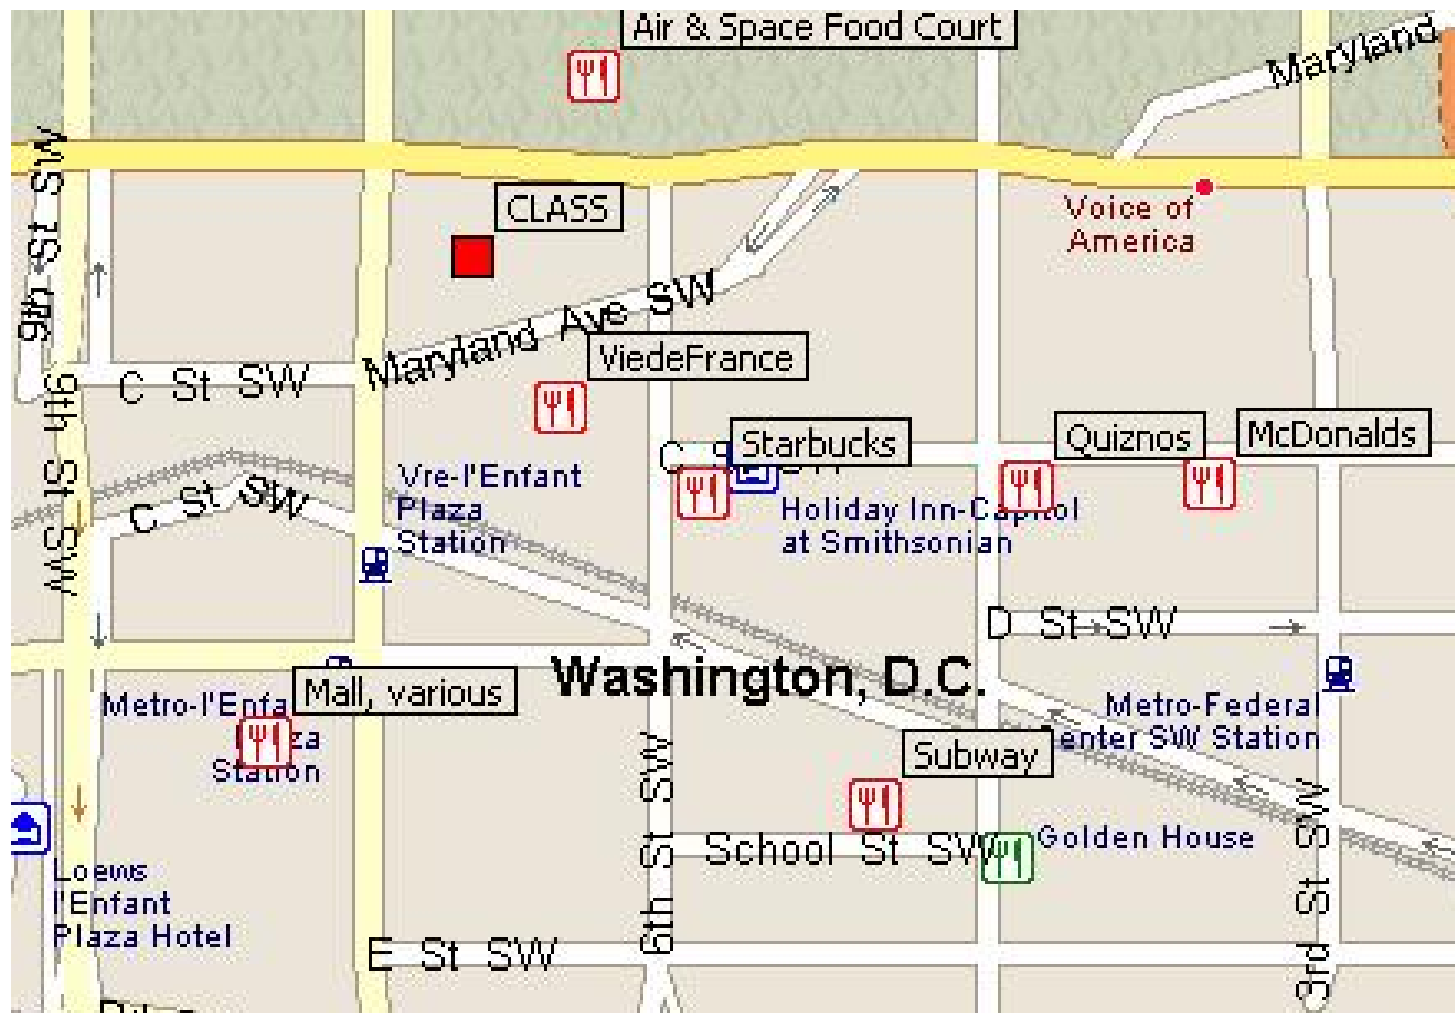 Air & Space Food Court
Maryland
9th St SW
CLASS
Voice of
America
Maryland Ave SW
ViedeFrance
C St SW
9th St SW
Starbucks
Quiznos
McDonalds
C
Vre-l'Enfant
Plaza
Station
C St SW
Holiday Inn-Capitol
at Smithsonian
D St SW
Washington, D.C.
Mall, various
Metro-l'Enfa
za
Station
Metro-Federal
enter SW Station
Subway
6th St SW
School St SW
Golden House
3rd St SW
Loews
l'Enfant
Plaza Hotel
E St SW